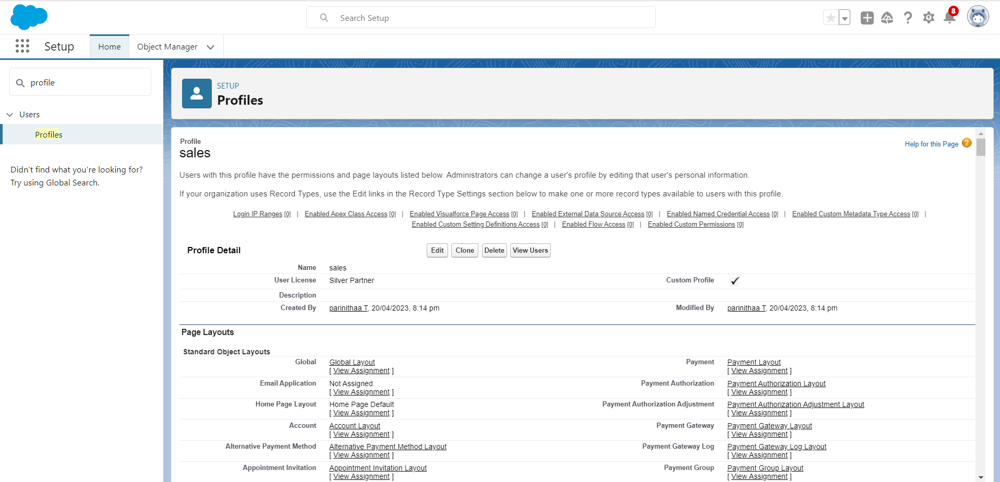 Search Setup
8
Setup
Home
Object Manager
profile
Users
Profiles
Didn't find what you're looking for?
Try using Global Search.
SETUP
Profiles
Profile
sales
Help for this Page ?
Users with this profile have the permissions and page layouts listed below. Administrators can change a user's profile by editing that user's personal information.
If your organization uses Record Types, use the Edit links in the Record Type Settings section below to make one or more record types available to users with this profile.
Login IP Ranges [0] | Enabled Apex Class Access [0] | Enabled Visualforce Page Access [0] | Enabled External Data Source Access [0] | Enabled Named Credential Access [0] | Enabled Custom Metadata Type Access [0] |
Enabled Custom Setting Definitions Access [0] | Enabled Flow Access [0] | Enabled Custom Permissions [0]
Profile Detail Edit Clone Delete View Users
Name sales
User License Silver Partner Custom Profile ✓
Description
Created By parinithaa T, 20/04/2023, 8:14 pm Modified By parinithaa T, 20/04/2023, 8:14 pm
Page Layouts
Standard Object Layouts
Global Global Layout Payment Payment Layout
[ View Assignment ] [ View Assignment ]
Email Application Not Assigned Payment Authorization Payment Authorization Layout
[ View Assignment ] [ View Assignment ]
Home Page Layout Home Page Default Payment Authorization Adjustment Payment Authorization Adjustment Layout
[ View Assignment ] [ View Assignment ]
Account Account Layout Payment Gateway Payment Gateway Layout
[ View Assignment ] [ View Assignment ]
Alternative Payment Method Alternative Payment Method Layout Payment Gateway Log Payment Gateway Log Layout
[ View Assignment ] [ View Assignment ]
Appointment Invitation Appointment Invitation Layout Payment Group Payment Group Layout
[ View Assignment ] [ View Assignment ]